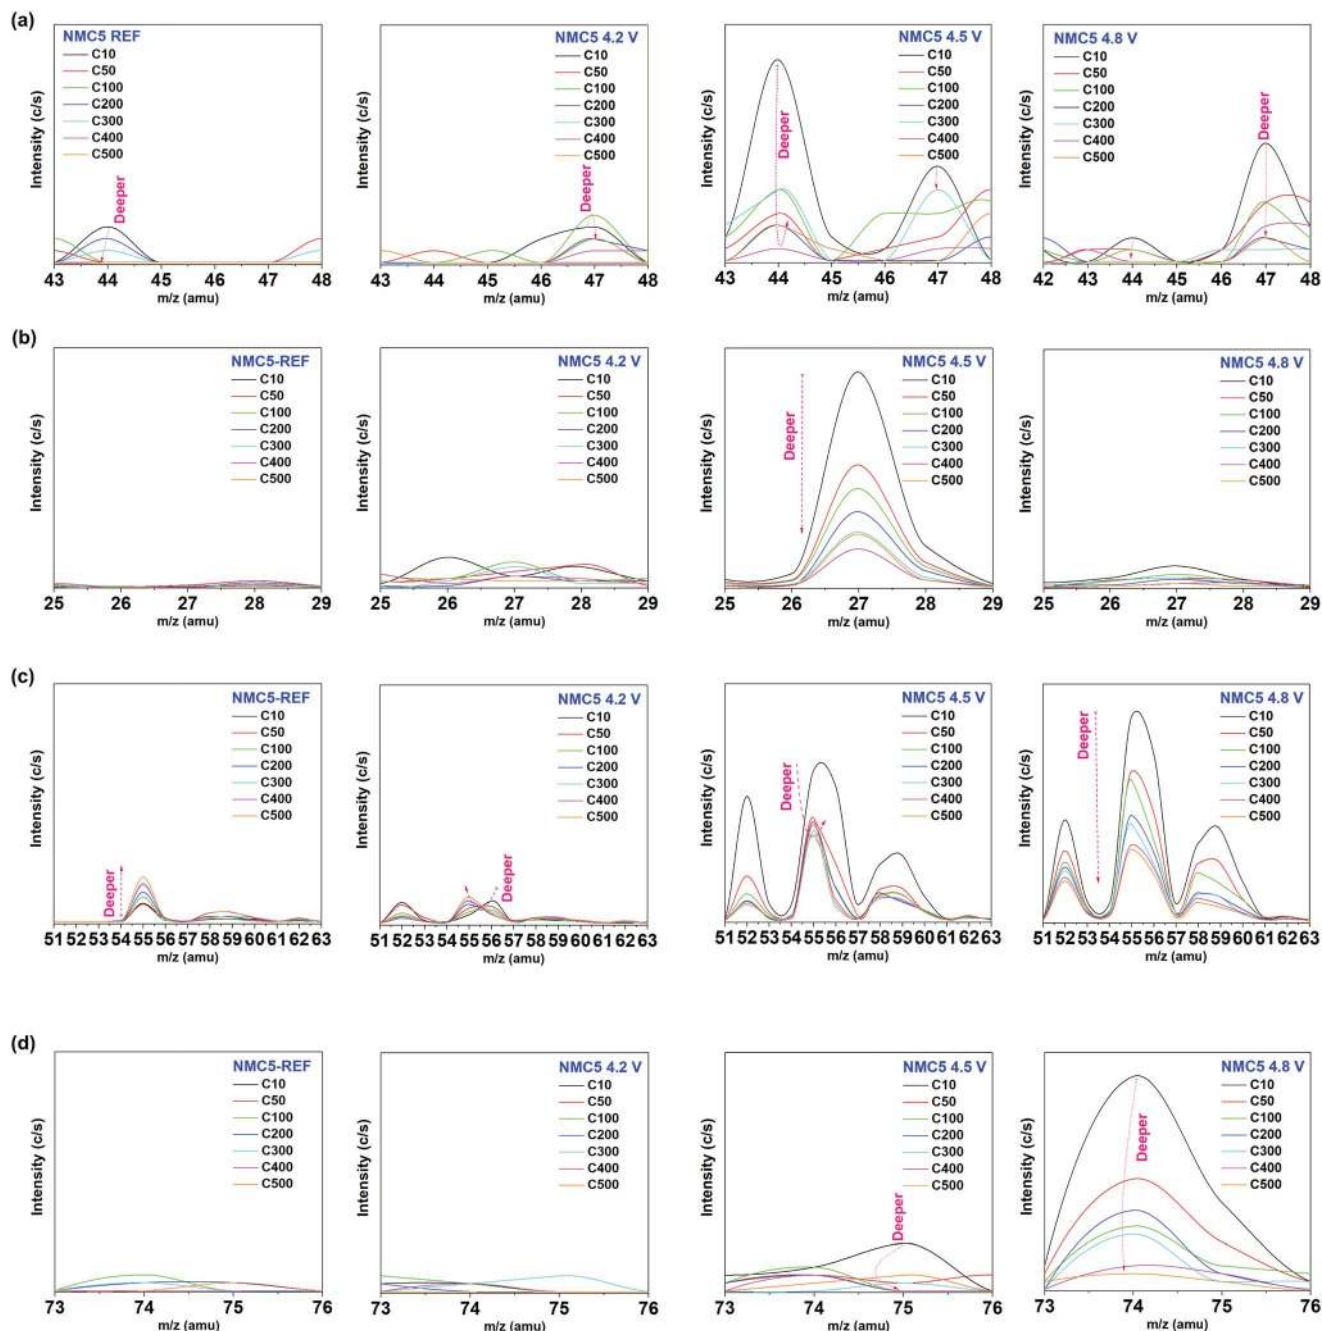 (a)
NMC5 REF
C10
C50
C100
C200
C300
C400
C500
Deeper
Intensity (c/s)
43 44 45 46 47 48
m/z (amu)
NMC5 4.2 V
C10
C50
C100
C200
C300
C400
C500
Deeper
Intensity (c/s)
43 44 45 46 47 48
m/z (amu)
NMC5 4.5 V
C10
C50
C100
C200
C300
C400
C500
Deeper
Intensity (c/s)
43 44 45 46 47 48
m/z (amu)
NMC5 4.8 V
C10
C50
C100
C200
C300
C400
C500
Deeper
Intensity (c/s)
42 43 44 45 46 47 48
m/z (amu)
(b)
NMC5-REF
C10
C50
C100
C200
C300
C400
C500
Intensity (c/s)
25 26 27 28 29
m/z (amu)
NMC5 4.2 V
C10
C50
C100
C200
C300
C400
C500
Intensity (c/s)
25 26 27 28 29
m/z (amu)
NMC5 4.5 V
C10
C50
C100
C200
C300
C400
C500
Deeper
Intensity (c/s)
25 26 27 28 29
m/z (amu)
NMC5 4.8 V
C10
C50
C100
C200
C300
C400
C500
Intensity (c/s)
25 26 27 28 29
m/z (amu)
(c)
NMC5-REF
C10
C50
C100
C200
C300
C400
C500
Deeper
Intensity (c/s)
51 52 53 54 55 56 57 58 59 60 61 62 63
m/z (amu)
NMC5 4.2 V
C10
C50
C100
C200
C300
C400
C500
Deeper
Intensity (c/s)
51 52 53 54 55 56 57 58 59 60 61 62 63
m/z (amu)
NMC5 4.5 V
C10
C50
C100
C200
C300
C400
C500
Deeper
Intensity (c/s)
51 52 53 54 55 56 57 58 59 60 61 62 63
m/z (amu)
NMC5 4.8 V
C10
C50
C100
C200
C300
C400
C500
Deeper
Intensity (c/s)
51 52 53 54 55 56 57 58 59 60 61 62 63
m/z (amu)
(d)
NMC5-REF
C10
C50
C100
C200
C300
C400
C500
Intensity (c/s)
73 74 75 76
m/z (amu)
NMC5 4.2 V
C10
C50
C100
C200
C300
C400
C500
Intensity (c/s)
73 74 75 76
m/z (amu)
NMC5 4.5 V
C10
C50
C100
C200
C300
C400
C500
Deeper
Intensity (c/s)
73 74 75 76
m/z (amu)
NMC5 4.8 V
C10
C50
C100
C200
C300
C400
C500
Deeper
Intensity (c/s)
73 74 75 76
m/z (amu)